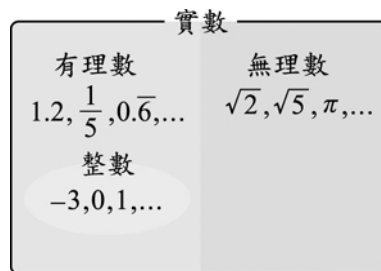 實數
有理數
1.2, 1/5, 0.6̅,...
整數
–3,0,1,...
無理數
√2,√5,π,...